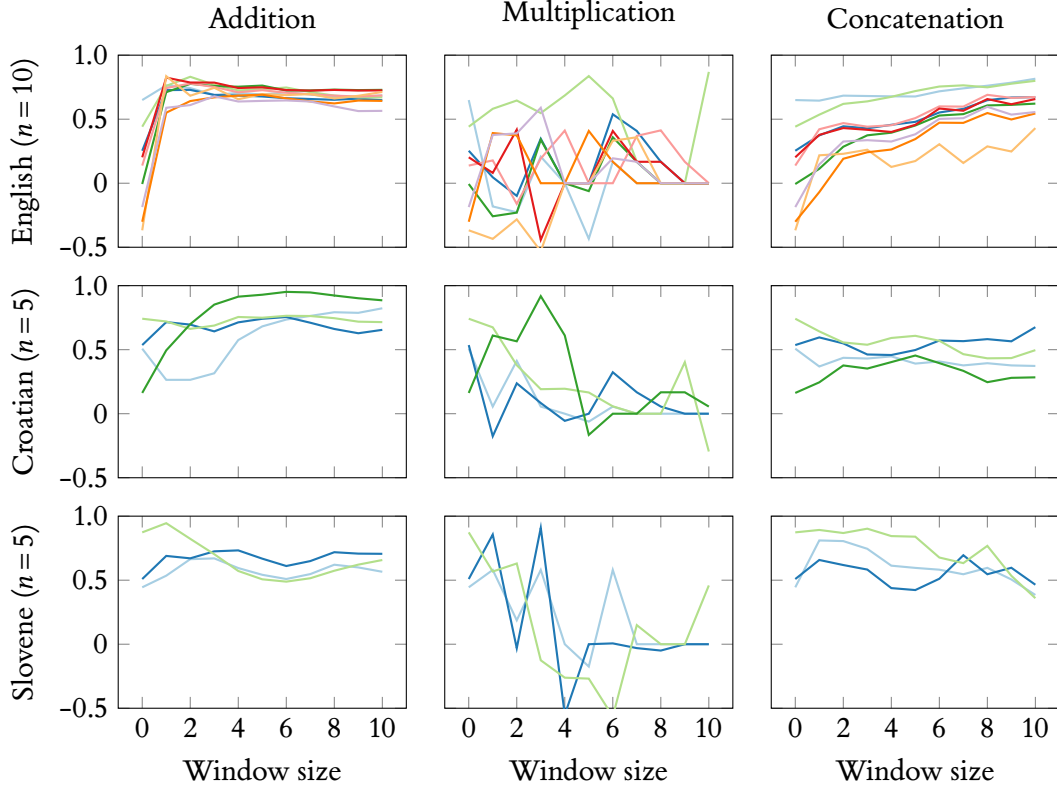 Addition Multiplication Concatenation
English (n = 10)
1.0
0.5
0
−0.5
Croatian (n = 5)
1.0
0.5
0
−0.5
Slovene (n = 5)
1.0
0.5
0
−0.5
0 2 4 6 8 10 0 2 4 6 8 10 0 2 4 6 8 10
Window size Window size Window size